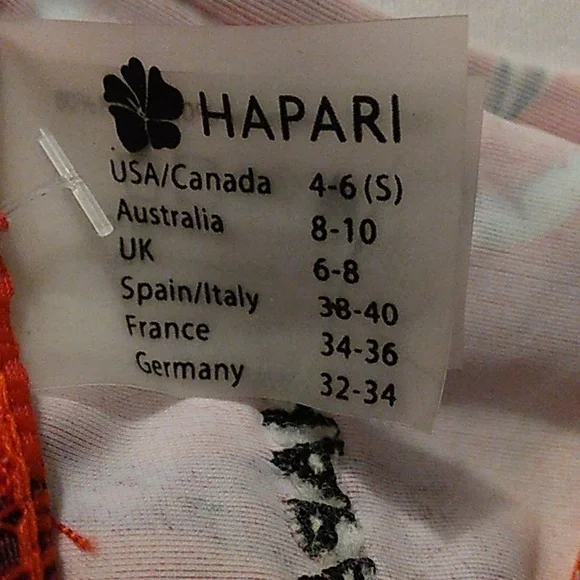 HAPARI
USA/Canada 4-6 (S)
Australia 8-10
UK 6-8
Spain/Italy 38-40
France 34-36
Germany 32-34